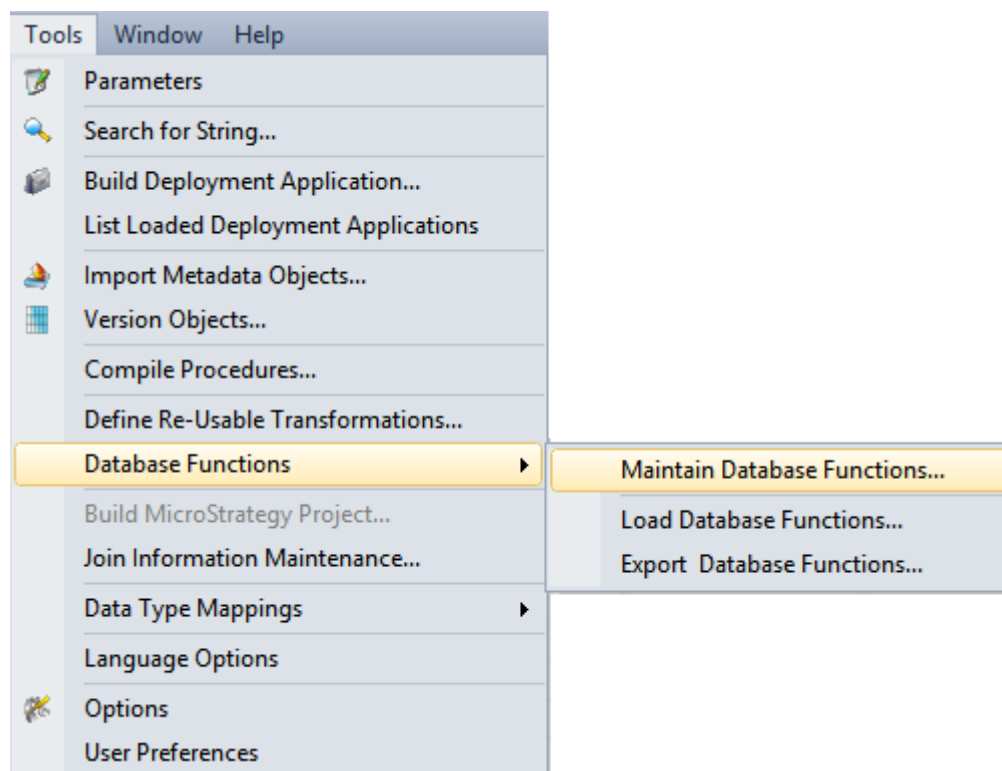 Tools Window Help
Parameters
Search for String...
Build Deployment Application...
List Loaded Deployment Applications
Import Metadata Objects...
Version Objects...
Compile Procedures...
Define Re-Usable Transformations...
Database Functions
Maintain Database Functions...
Load Database Functions...
Export  Database Functions...
Build MicroStrategy Project...
Join Information Maintenance...
Data Type Mappings
Language Options
Options
User Preferences